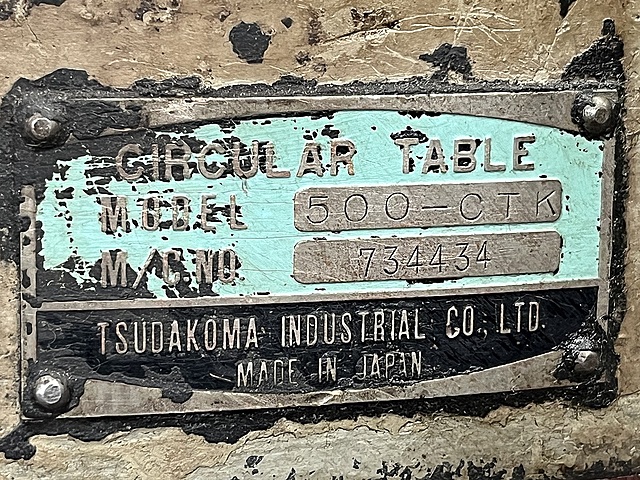 CIRCULAR TABLE
MODEL 500-CTK
M/C NO. 734434
TSUDAKOMA INDUSTRIAL CO., LTD.
MADE IN JAPAN